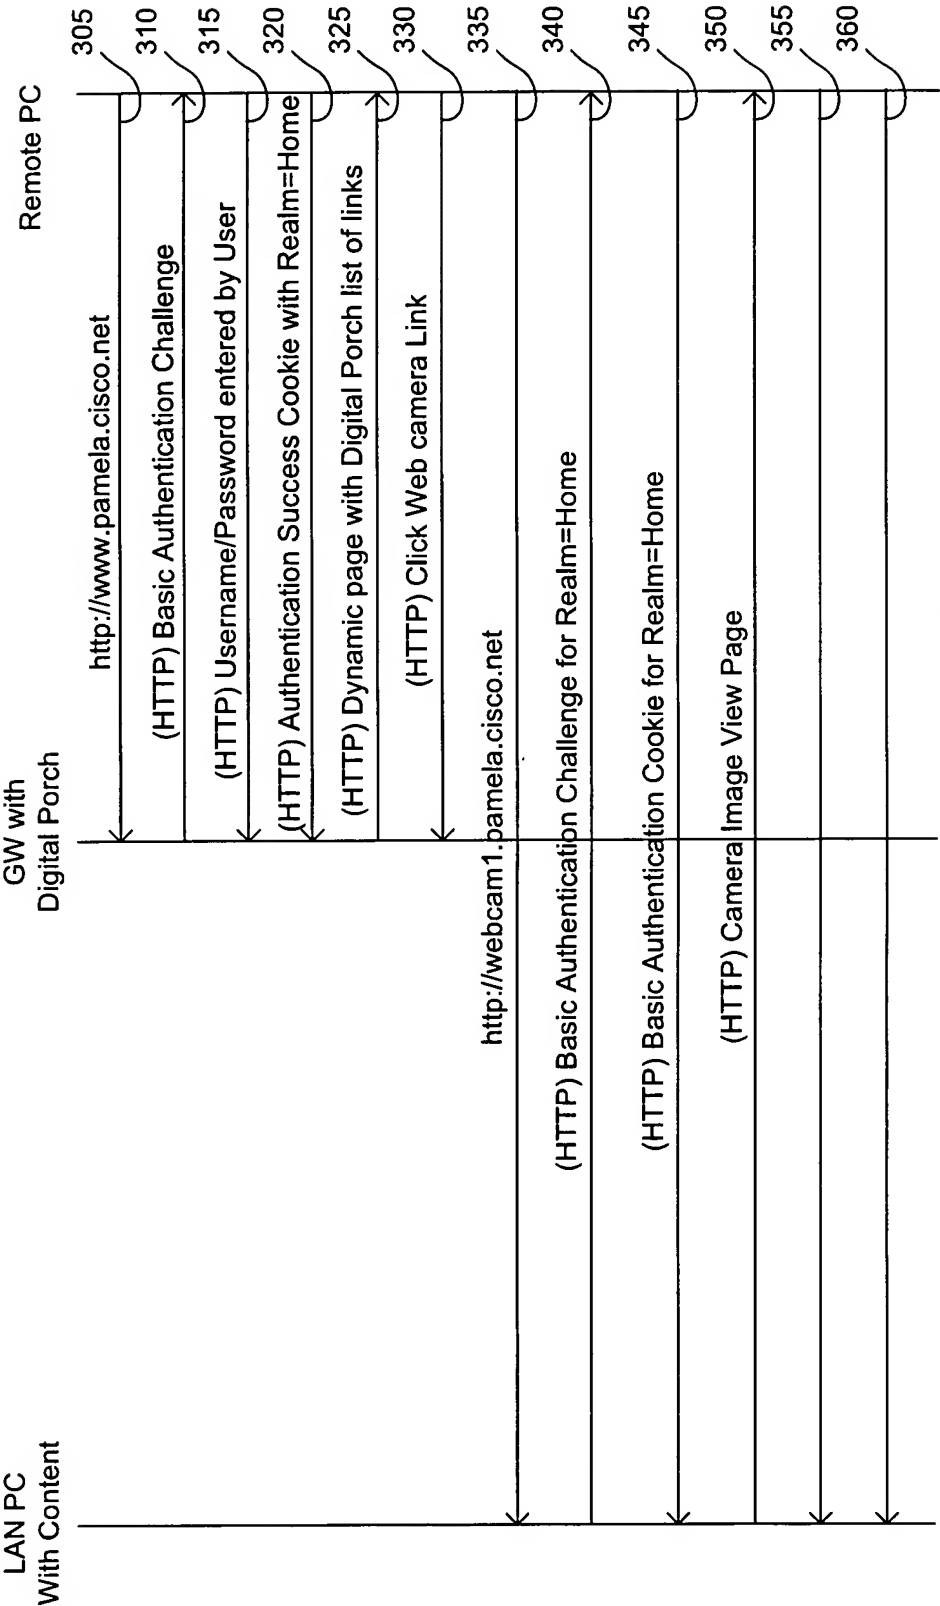 LAN PC
With Content
GW with
Digital Porch
Remote PC
http://www.pamela.cisco.net
305
(HTTP) Basic Authentication Challenge
310
(HTTP) Username/Password entered by User
315
(HTTP) Authentication Success Cookie with Realm=Home
320
(HTTP) Dynamic page with Digital Porch list of links
325
(HTTP) Click Web camera Link
330
http://webcam1.pamela.cisco.net
335
(HTTP) Basic Authentication Challenge for Realm=Home
340
(HTTP) Basic Authentication Cookie for Realm=Home
345
(HTTP) Camera Image View Page
350
355
360